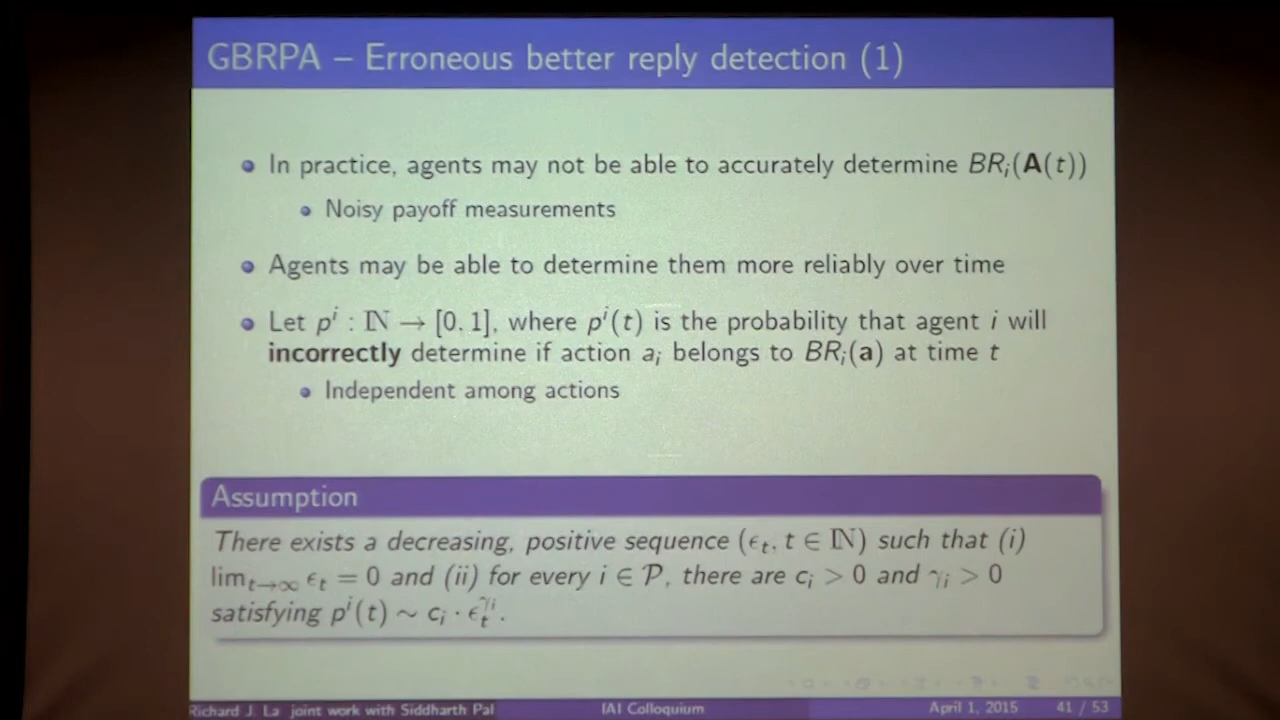 GBRPA – Erroneous better reply detection (1)
In practice, agents may not be able to accurately determine BR_i(A(t))
Noisy payoff measurements
Agents may be able to determine them more reliably over time
Let p^i : ℕ → [0, 1], where p^i(t) is the probability that agent i will
incorrectly determine if action a_i belongs to BR_i(a) at time t
Independent among actions
Assumption
There exists a decreasing, positive sequence (ϵ_t, t ∈ ℕ) such that (i)
lim_{t→∞} ϵ_t = 0 and (ii) for every i ∈ 𝒫, there are c_i > 0 and γ_i > 0
satisfying p^i(t) ~ c_i · ϵ_t^{γ_i}.
Richard J. La joint work with Siddharth Pal IAI Colloquium April 1, 2015 41 / 53